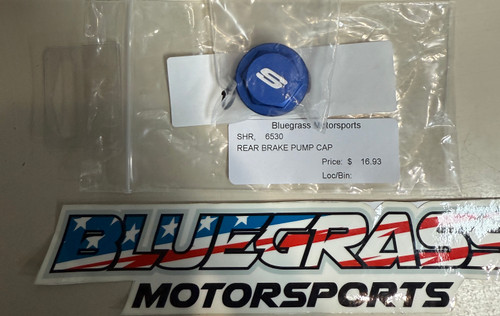 S
Bluegrass Motorsports
SHR, 6530
REAR BRAKE PUMP CAP
Price: $ 16.93
Loc/Bin:
BLUEGRASS
MOTORSPORTS